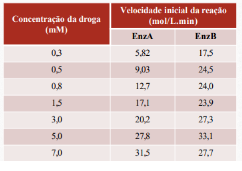 Concentração da droga (mM) Velocidade inicial da reação (mol/L.min)
EnzA EnzB
0,3 5,82 17,5
0,5 9,03 24,5
0,8 12,7 24,0
1,5 17,1 23,9
3,0 20,2 27,3
5,0 27,8 33,1
7,0 31,5 27,7